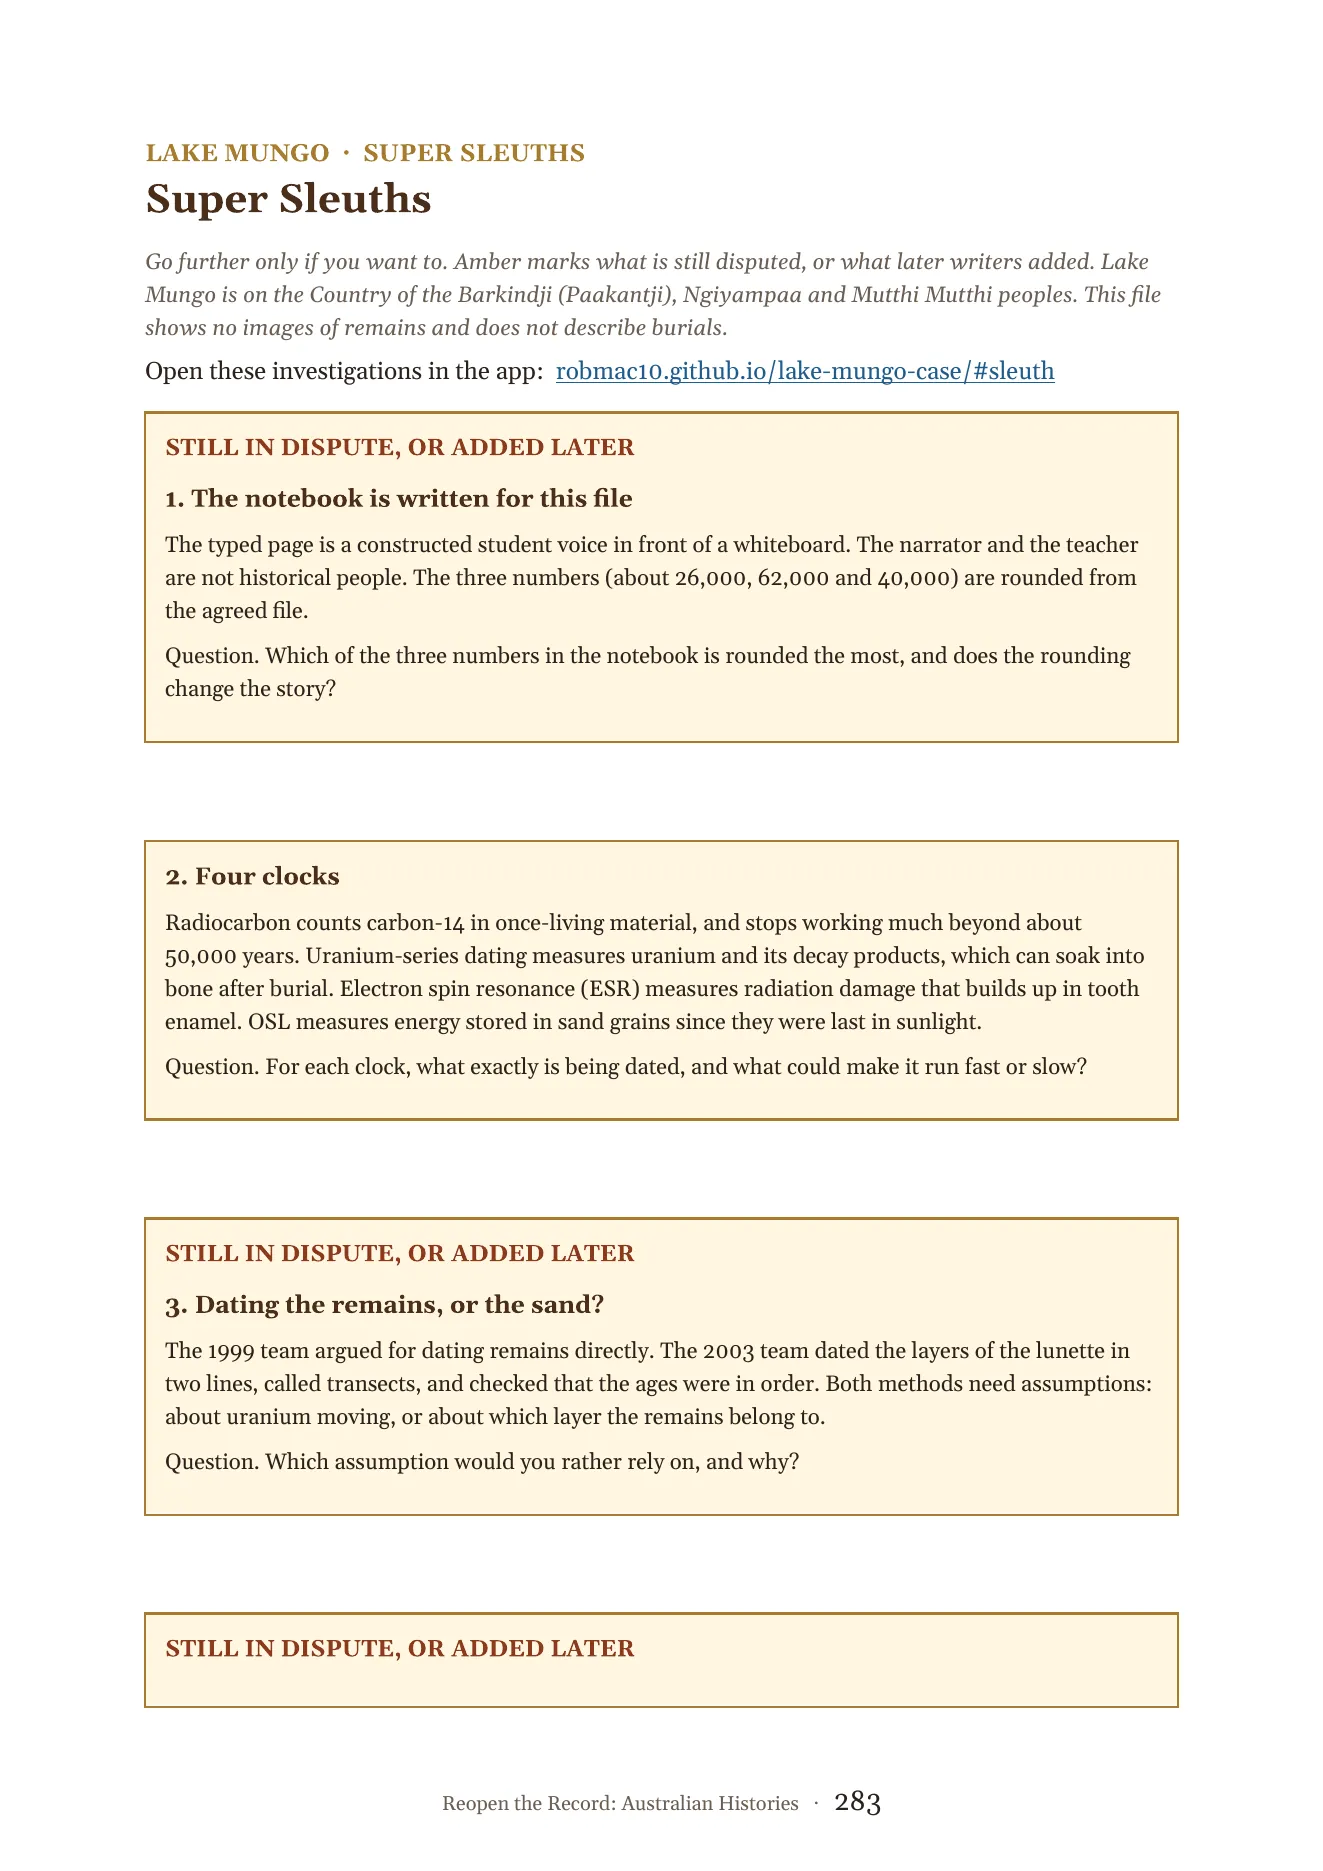 LAKE MUNGO · SUPER SLEUTHS
Super Sleuths
Go further only if you want to. Amber marks what is still disputed, or what later writers added. Lake
Mungo is on the Country of the Barkindji (Paakantji), Ngiyampaa and Mutthi Mutthi peoples. This file
shows no images of remains and does not describe burials.
Open these investigations in the app: robmac10.github.io/lake-mungo-case/#sleuth
STILL IN DISPUTE, OR ADDED LATER
1. The notebook is written for this file
The typed page is a constructed student voice in front of a whiteboard. The narrator and the teacher
are not historical people. The three numbers (about 26,000, 62,000 and 40,000) are rounded from
the agreed file.
Question. Which of the three numbers in the notebook is rounded the most, and does the rounding
change the story?
2. Four clocks
Radiocarbon counts carbon-14 in once-living material, and stops working much beyond about
50,000 years. Uranium-series dating measures uranium and its decay products, which can soak into
bone after burial. Electron spin resonance (ESR) measures radiation damage that builds up in tooth
enamel. OSL measures energy stored in sand grains since they were last in sunlight.
Question. For each clock, what exactly is being dated, and what could make it run fast or slow?
STILL IN DISPUTE, OR ADDED LATER
3. Dating the remains, or the sand?
The 1999 team argued for dating remains directly. The 2003 team dated the layers of the lunette in
two lines, called transects, and checked that the ages were in order. Both methods need assumptions:
about uranium moving, or about which layer the remains belong to.
Question. Which assumption would you rather rely on, and why?
STILL IN DISPUTE, OR ADDED LATER
Reopen the Record: Australian Histories · 283